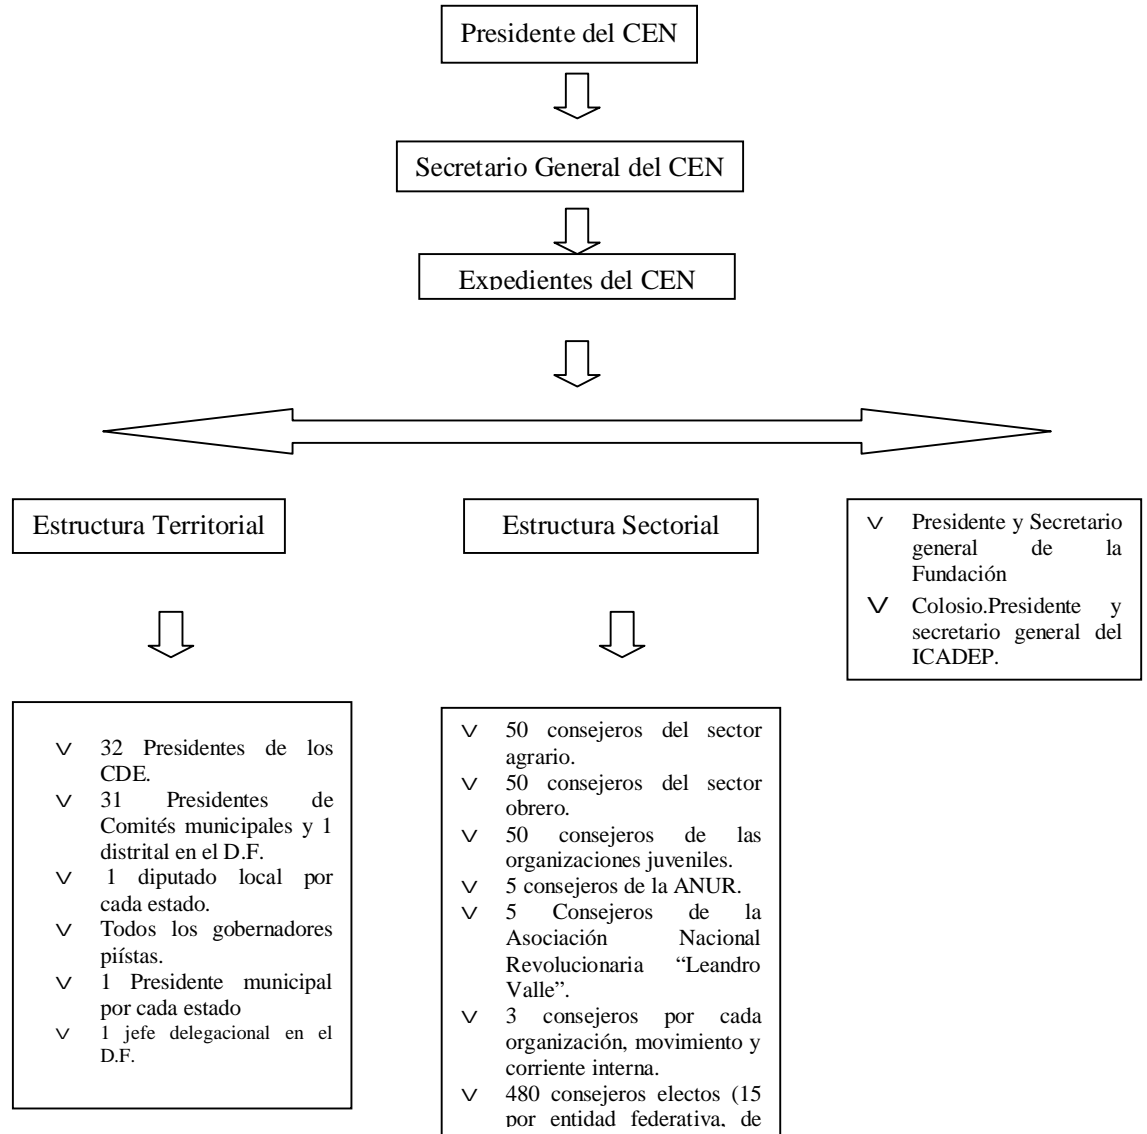 Presidente del CEN
Secretario General del CEN
Expedientes del CEN
Estructura Territorial
Estructura Sectorial
v Presidente y Secretario
general de la
Fundación
v Colosio.Presidente y
secretario general del
ICADEP.
v 32 Presidentes de los
CDE.
v 31 Presidentes de
Comités municipales y 1
distrital en el D.F.
v 1 diputado local por
cada estado.
v Todos los gobernadores
piístas.
v 1 Presidente municipal
por cada estado
v 1 jefe delegacional en el
D.F.
v 50 consejeros del sector
agrario.
v 50 consejeros del sector
obrero.
v 50 consejeros de las
organizaciones juveniles.
v 5 consejeros de la ANUR.
v 5 Consejeros de la
Asociación Nacional
Revolucionaria “Leandro
Valle”.
v 3 consejeros por cada
organización, movimiento y
corriente interna.
v 480 consejeros electos (15
por entidad federativa, de